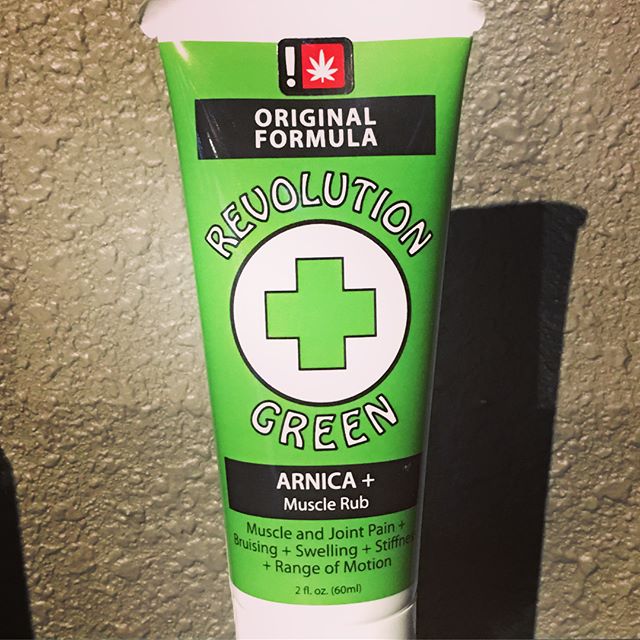 !
ORIGINAL
FORMULA
REVOLUTION
GREEN
ARNICA +
Muscle Rub
Muscle and Joint Pain +
Bruising + Swelling + Stiffness
+ Range of Motion
2 fl. oz. (60ml)